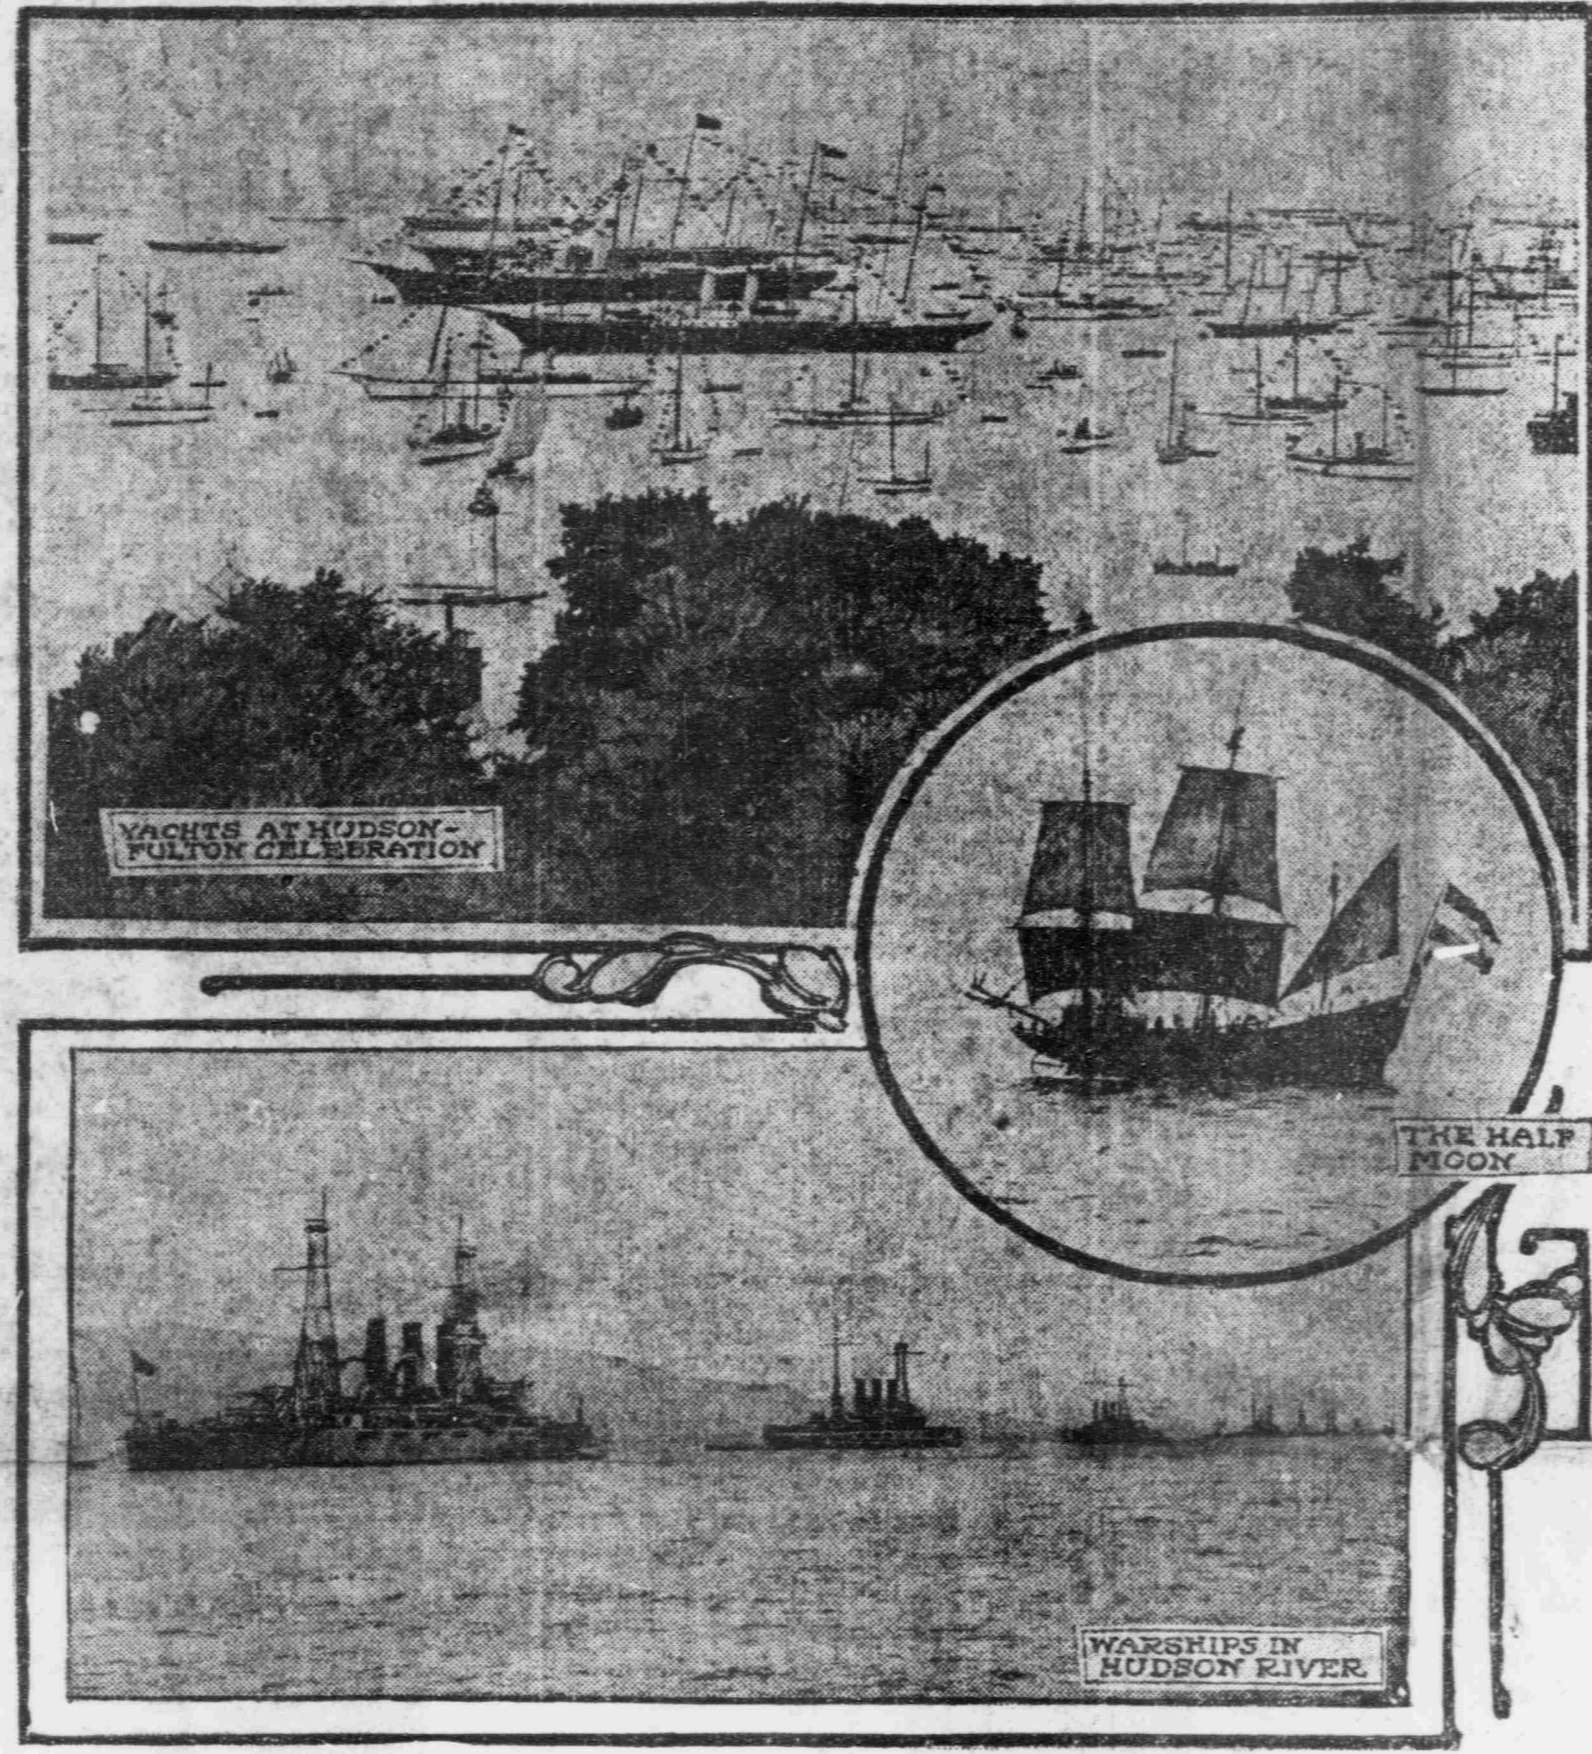 YACHTS AT HUDSON-
FULTON CELEBRATION
THE HALF
MOON
WARSHIPS IN
HUDSON RIVER